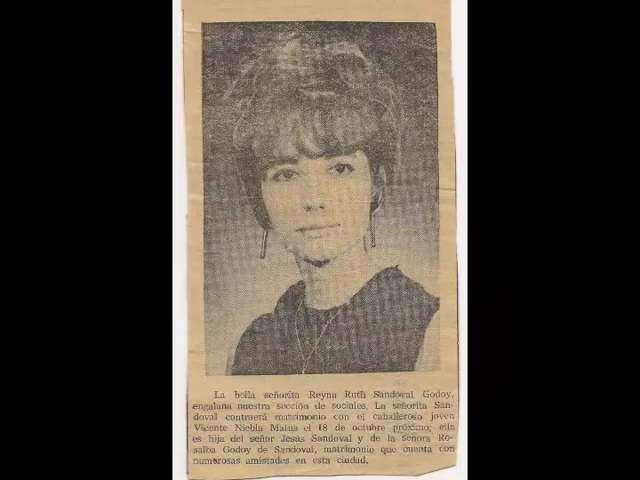 La bella señorita Reyna Ruth Sandoval Godoy,
engalana nuestra sección de sociales. La señorita San-
doval contraerá matrimonio con el caballeroso joven
Vicente Niebla Matus el 18 de octubre próximo; ella
es hija del señor Jesús Sandoval y de la señora Ro-
salba Godoy de Sandoval, matrimonio que cuenta con
numerosas amistades en esta ciudad.